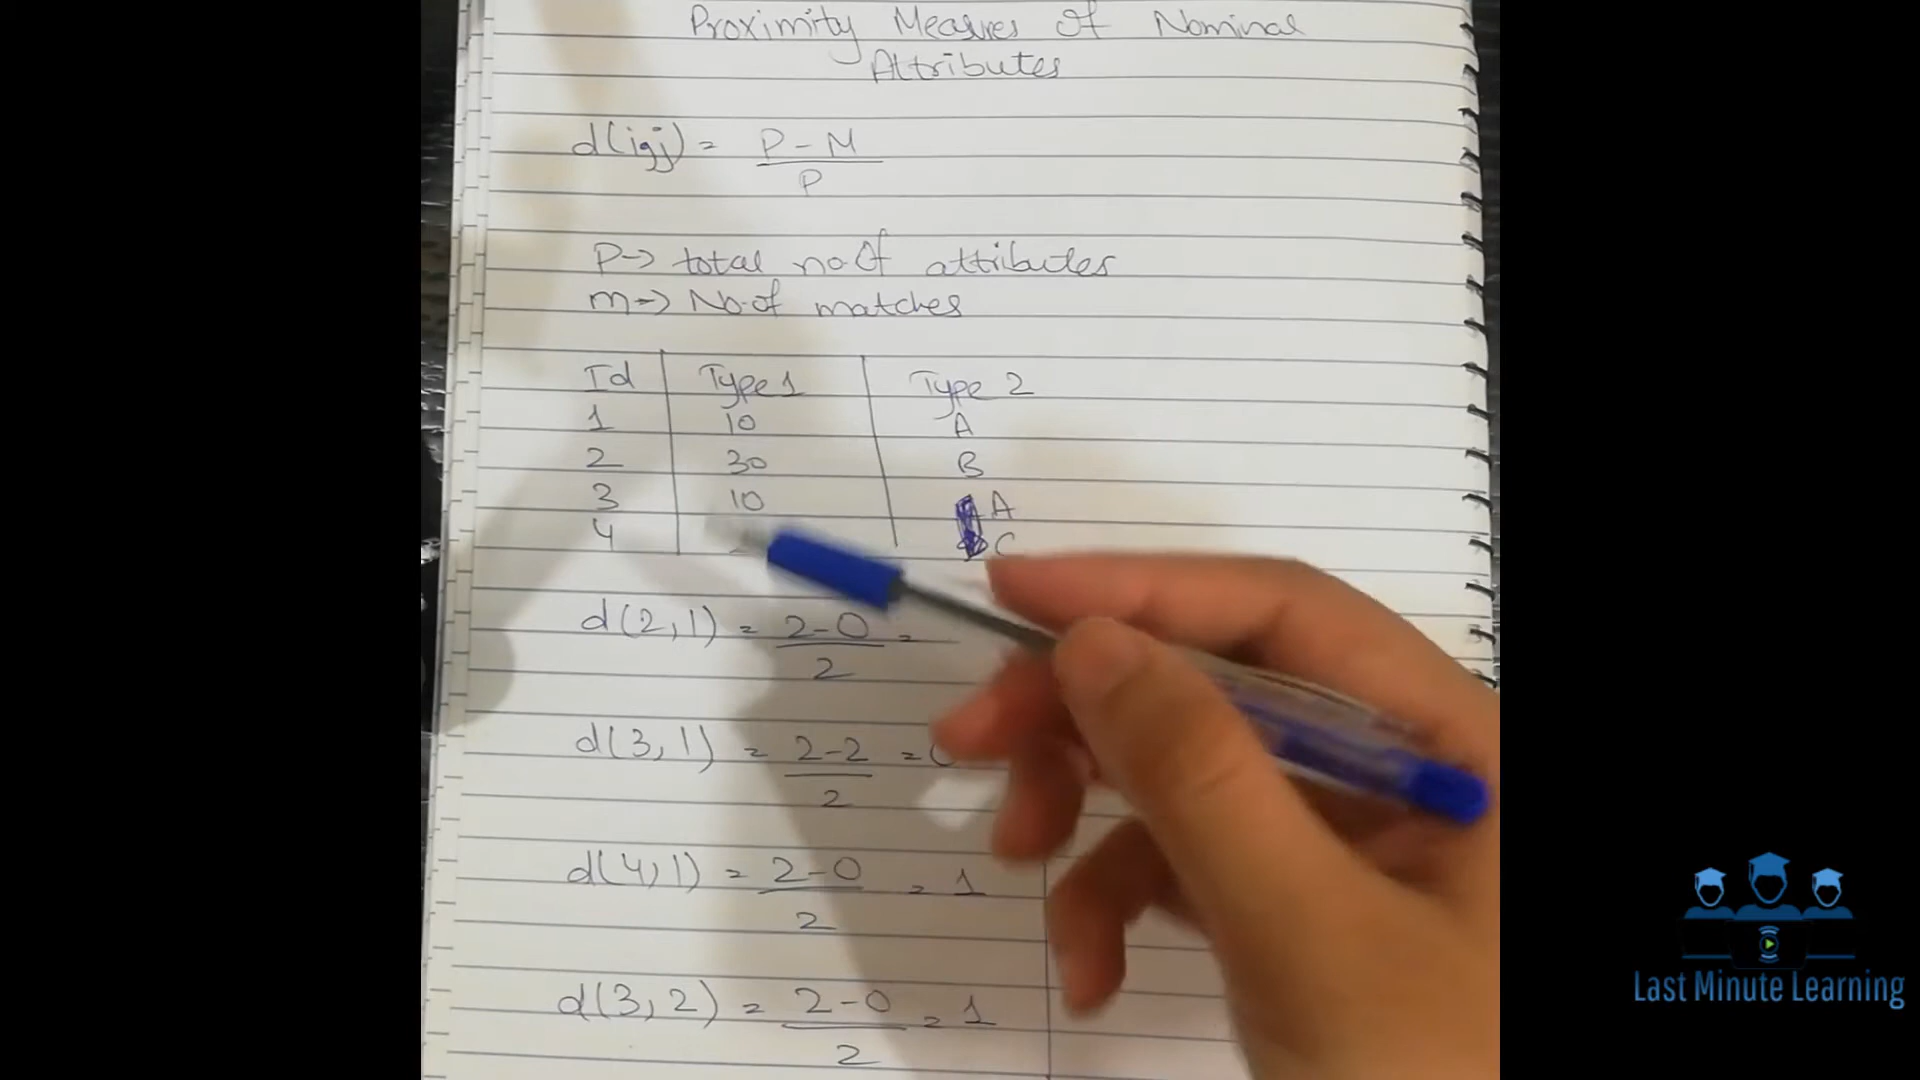 Proximity Measures Of Nominal
Attributes
d(i,j) = P - M
P
P -> total no. Of attributes
m -> No. of matches
Id Type 1 Type 2
1 10 A
2 30 B
3 10 A
4 C
d(2,1) = 2-0 =
2
d(3,1) = 2-2 = 0
2
d(4,1) = 2-0 = 1
2
d(3,2) = 2-0 = 1
2
Last Minute Learning